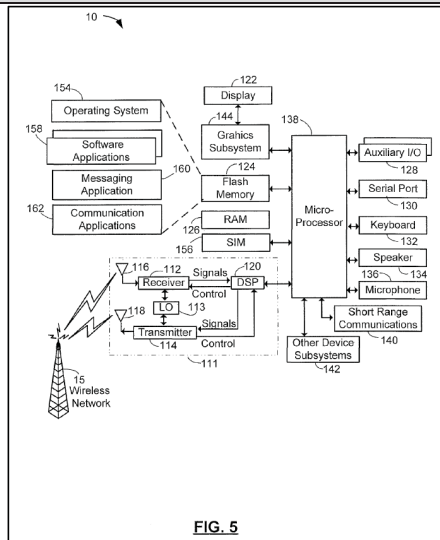 10
154
Operating System
158
Software
Applications
Messaging
Application
160
162
Communication
Applications
122
Display
144
Grahics
Subsystem
124
Flash
Memory
RAM
126
SIM
156
138
Micro-
Processor
Auxiliary I/O
128
Serial Port
130
Keyboard
132
Speaker
134
136
Microphone
Short Range
Communications
140
Other Device
Subsystems
142
116
112
Signals
120
Receiver
DSP
Control
LO
113
118
Signals
Transmitter
114
Control
111
15
Wireless
Network
FIG. 5